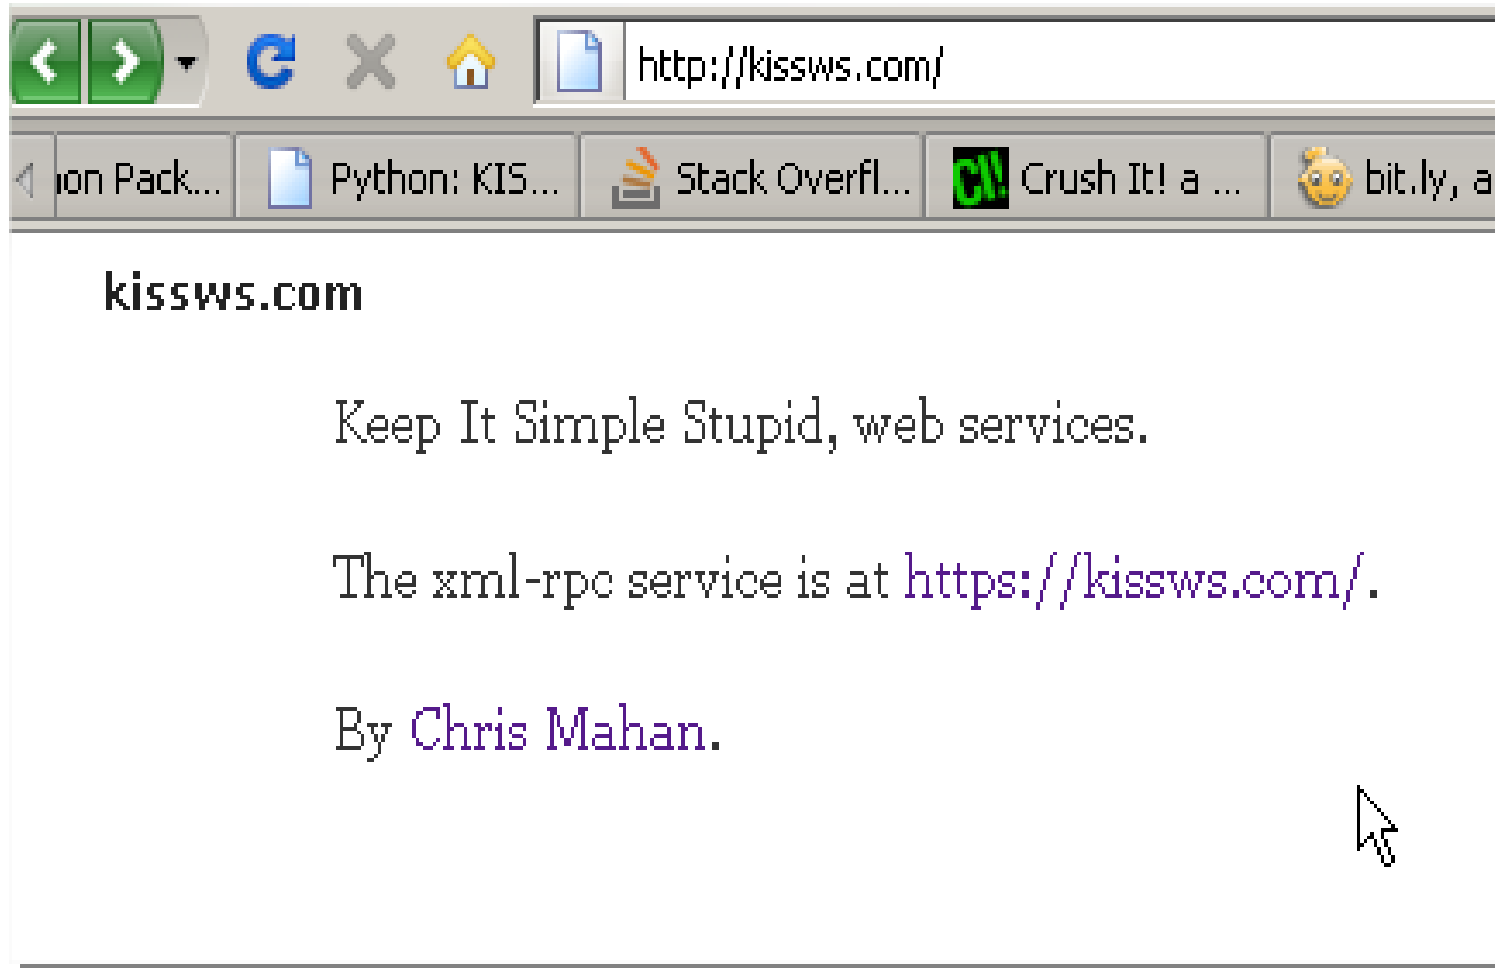 http://kissws.com/
ion Pack... Python: KIS... Stack Overfl... CI! Crush It! a ... bit.ly, a
kissws.com
Keep It Simple Stupid, web services.
The xml-rpc service is at https://kissws.com/.
By Chris Mahan.